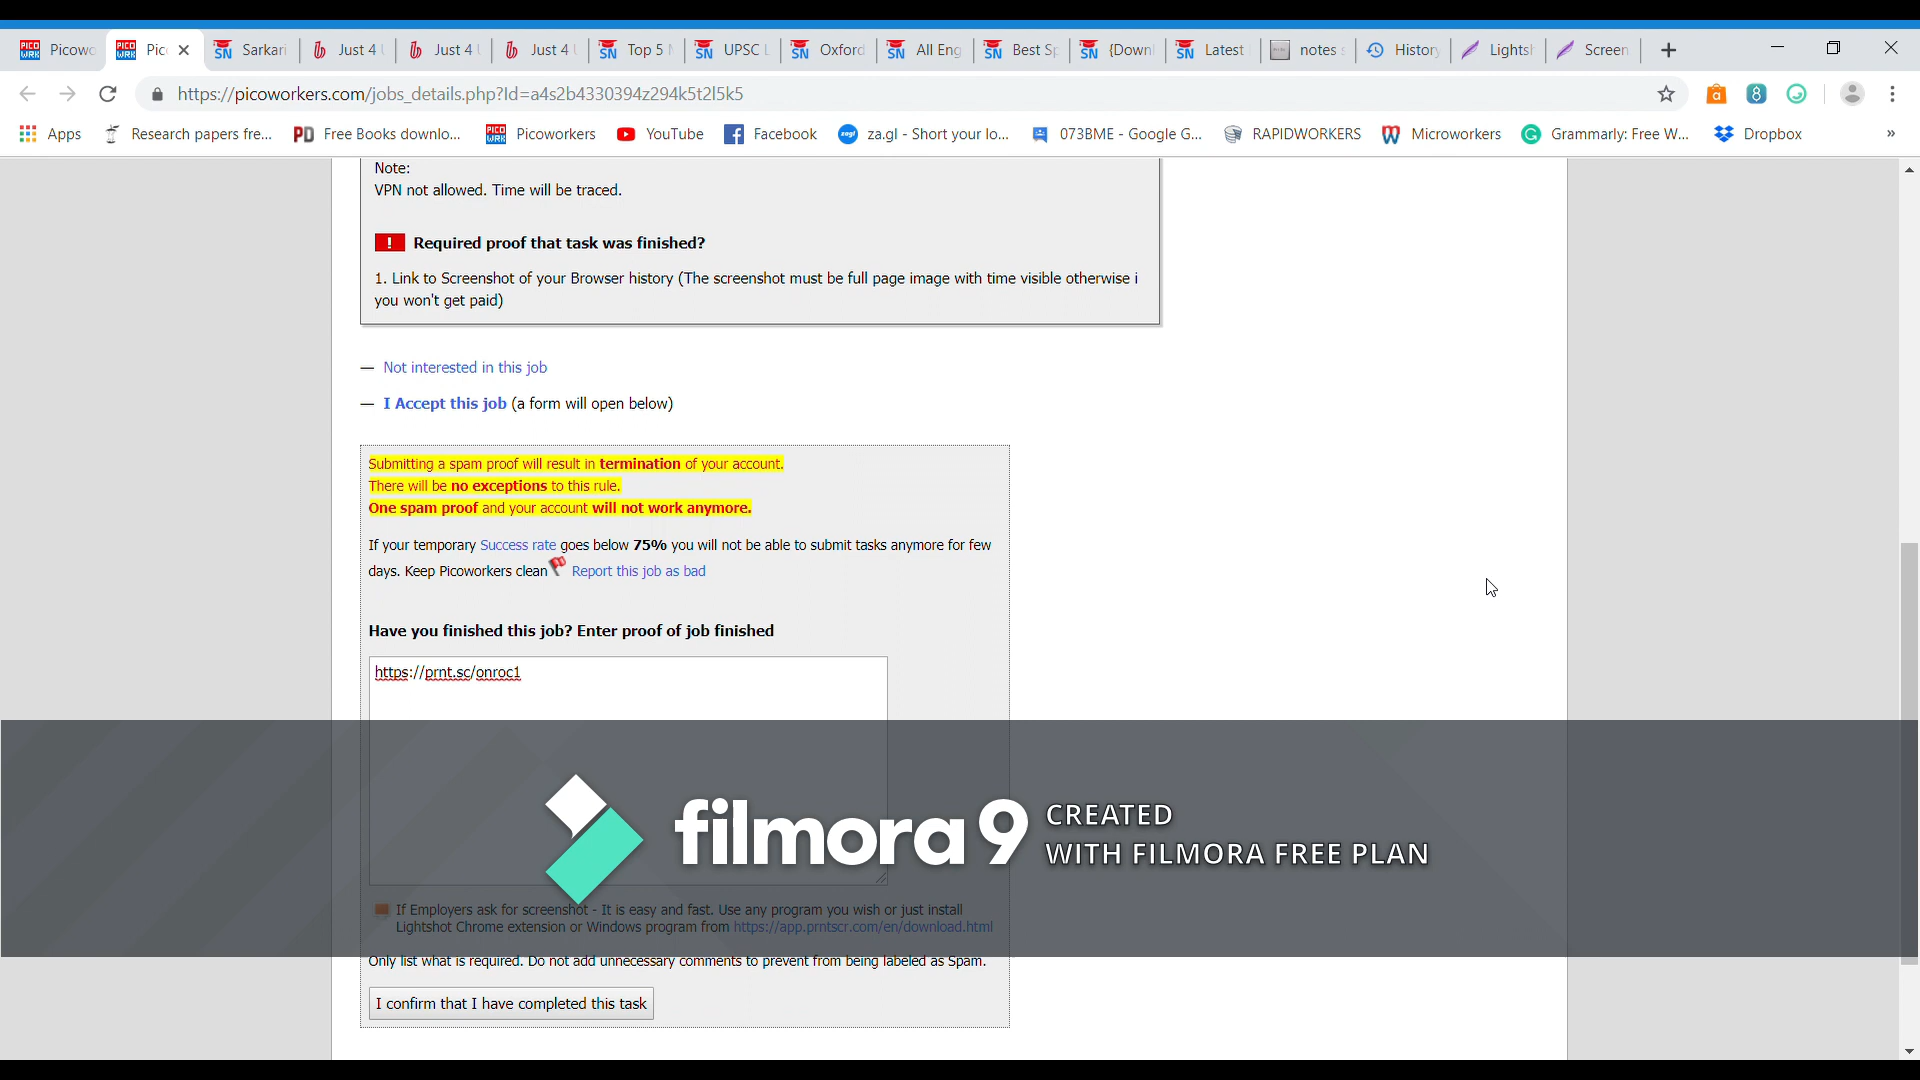 Picowo
Pic
Sarkari
Just 4 U
Just 4 U
Just 4
Top 5
UPSC
Oxford
All Eng
Best Sp
{Downl
Latest
notes
History
Lightsh
Screen
https://picoworkers.com/jobs_details.php?Id=a4s2b4330394z294k5t2l5k5
Apps
Research papers fre...
PD Free Books downlo...
Picoworkers
YouTube
Facebook
za.gl - Short your lo...
073BME - Google G...
RAPIDWORKERS
Microworkers
Grammarly: Free W...
Dropbox
»
Note:
VPN not allowed. Time will be traced.
! Required proof that task was finished?
1. Link to Screenshot of your Browser history (The screenshot must be full page image with time visible otherwise i
you won't get paid)
— Not interested in this job
— I Accept this job (a form will open below)
Submitting a spam proof will result in termination of your account.
There will be no exceptions to this rule.
One spam proof and your account will not work anymore.
If your temporary Success rate goes below 75% you will not be able to submit tasks anymore for few
days. Keep Picoworkers clean Report this job as bad
Have you finished this job? Enter proof of job finished
https://prnt.sc/onroc1
filmora 9
CREATED
WITH FILMORA FREE PLAN
If Employers ask for screenshot - It is easy and fast. Use any program you wish or just install
Lightshot Chrome extension or Windows program from https://app.prntscr.com/en/download.html
Only list what is required. Do not add unnecessary comments to prevent from being labeled as Spam.
I confirm that I have completed this task